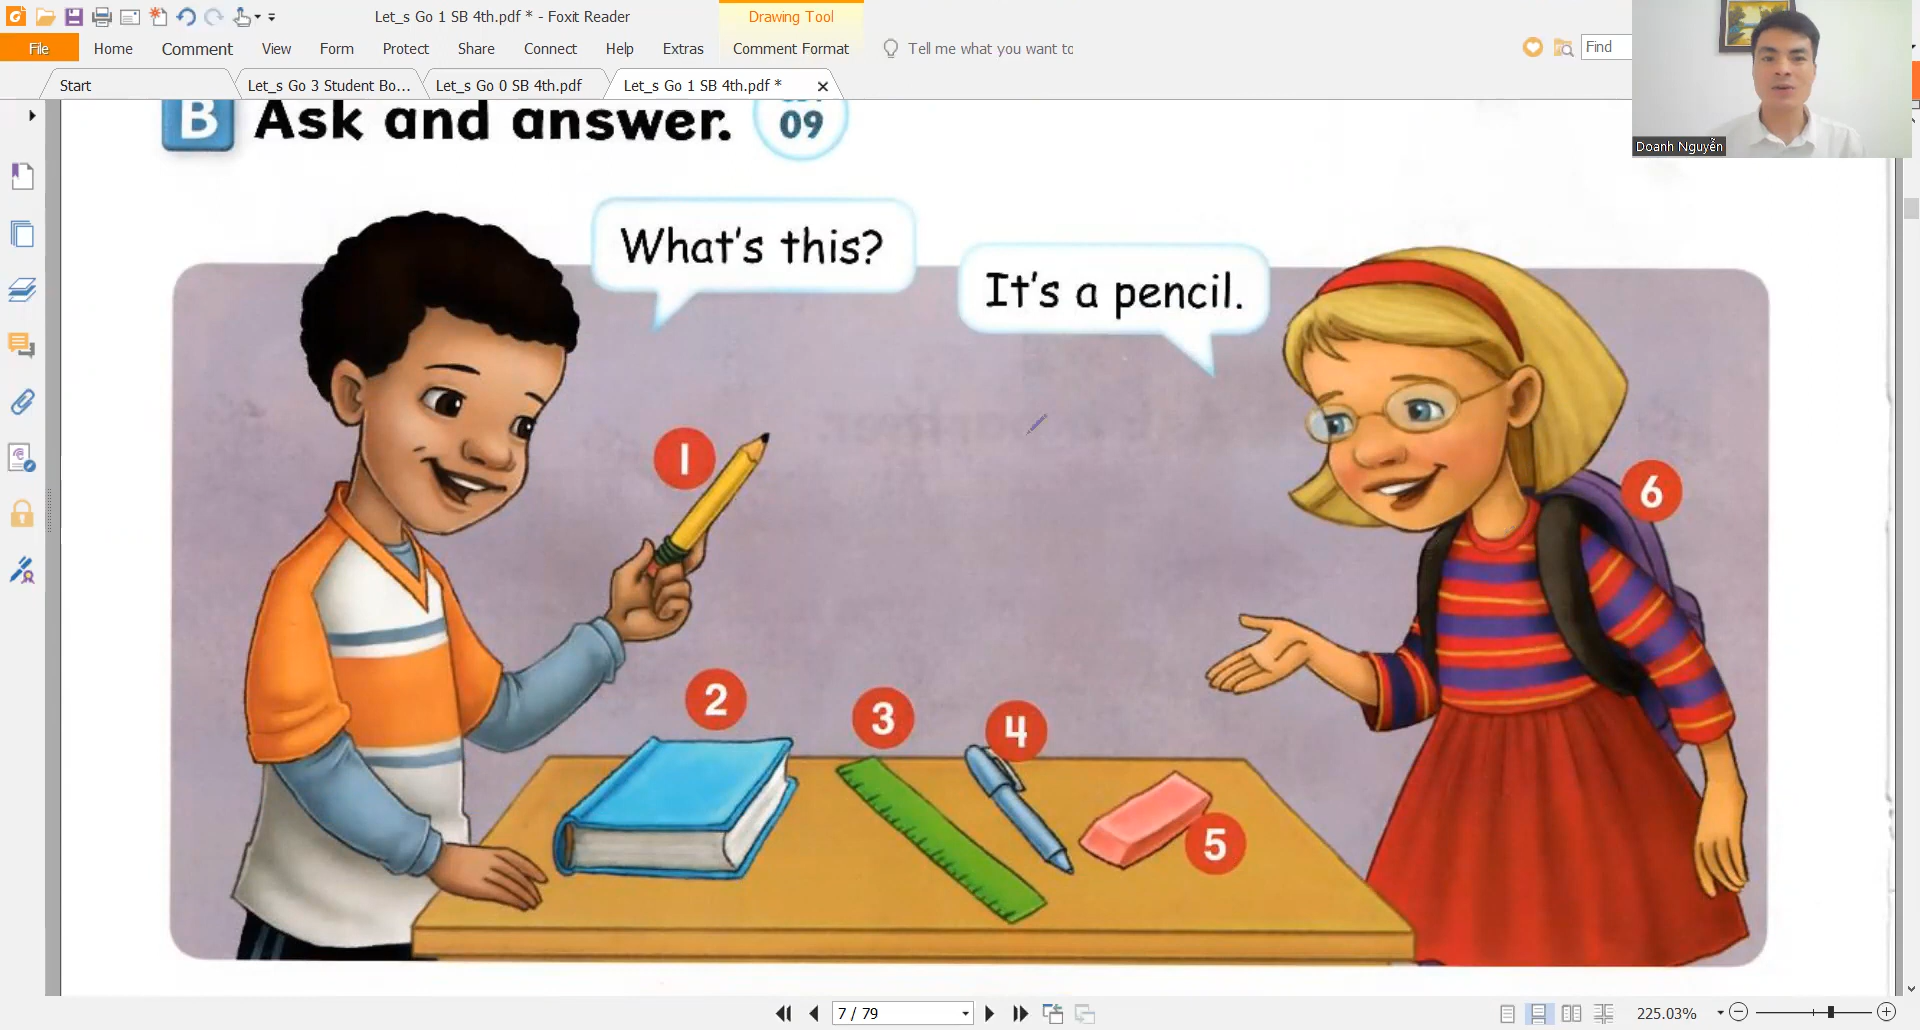 Let_s Go 1 SB 4th.pdf * - Foxit Reader
Drawing Tool
File
Home
Comment
View
Form
Protect
Share
Connect
Help
Extras
Comment Format
Tell me what you want to
Find
Start
Let_s Go 3 Student Bo...
Let_s Go 0 SB 4th.pdf
Let_s Go 1 SB 4th.pdf *
Doanh Nguyễn
B Ask and answer.
09
What's this?
It's a pencil.
1
6
2
3
4
5
7 / 79
225.03%